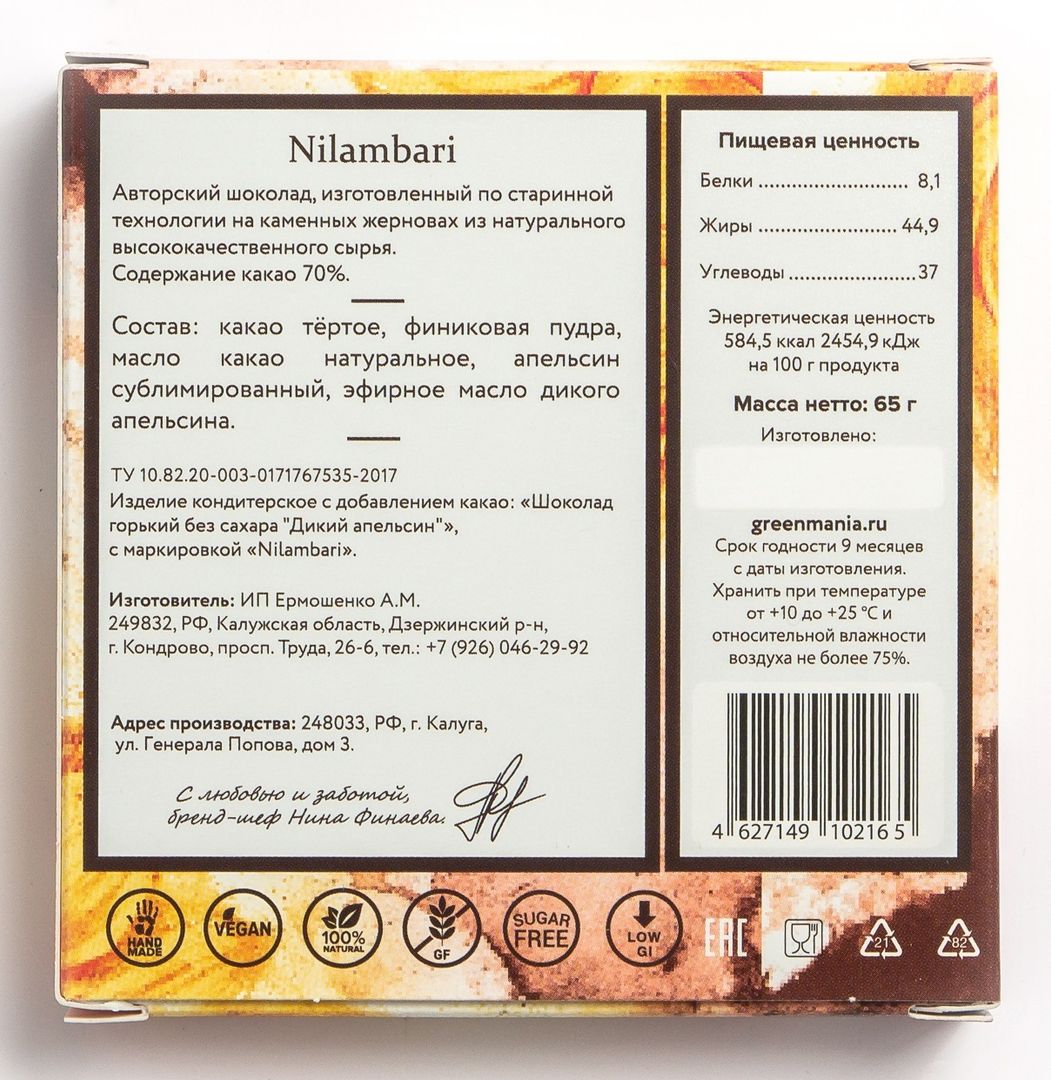 Nilambari
Авторский шоколад, изготовленный по старинной
технологии на каменных жерновах из натурального
высококачественного сырья.
Содержание какао 70%.
Состав: какао тёртое, финиковая пудра,
масло какао натуральное, апельсин
сублимированный, эфирное масло дикого
апельсина.
ТУ 10.82.20-003-0171767535-2017
Изделие кондитерское с добавлением какао: «Шоколад
горький без сахара "Дикий апельсин"»,
с маркировкой «Nilambari».
Изготовитель: ИП Ермошенко А.М.
249832, РФ, Калужская область, Дзержинский р-н,
г. Кондрово, просп. Труда, 26-6, тел.: +7 (926) 046-29-92
Адрес производства: 248033, РФ, г. Калуга,
ул. Генерала Попова, дом 3.
С любовью и заботой,
бренд-шеф Нина Финаева.
Пищевая ценность
Белки .......................... 8,1
Жиры ........................ 44,9
Углеводы ...................... 37
Энергетическая ценность
584,5 ккал 2454,9 кДж
на 100 г продукта
Масса нетто: 65 г
Изготовлено:
greenmania.ru
Срок годности 9 месяцев
с даты изготовления.
Хранить при температуре
от +10 до +25 °С и
относительной влажности
воздуха не более 75%.
4 627149 102165
HAND
MADE
VEGAN
100%
NATURAL
GF
SUGAR
FREE
LOW
GI
EAC
21
82